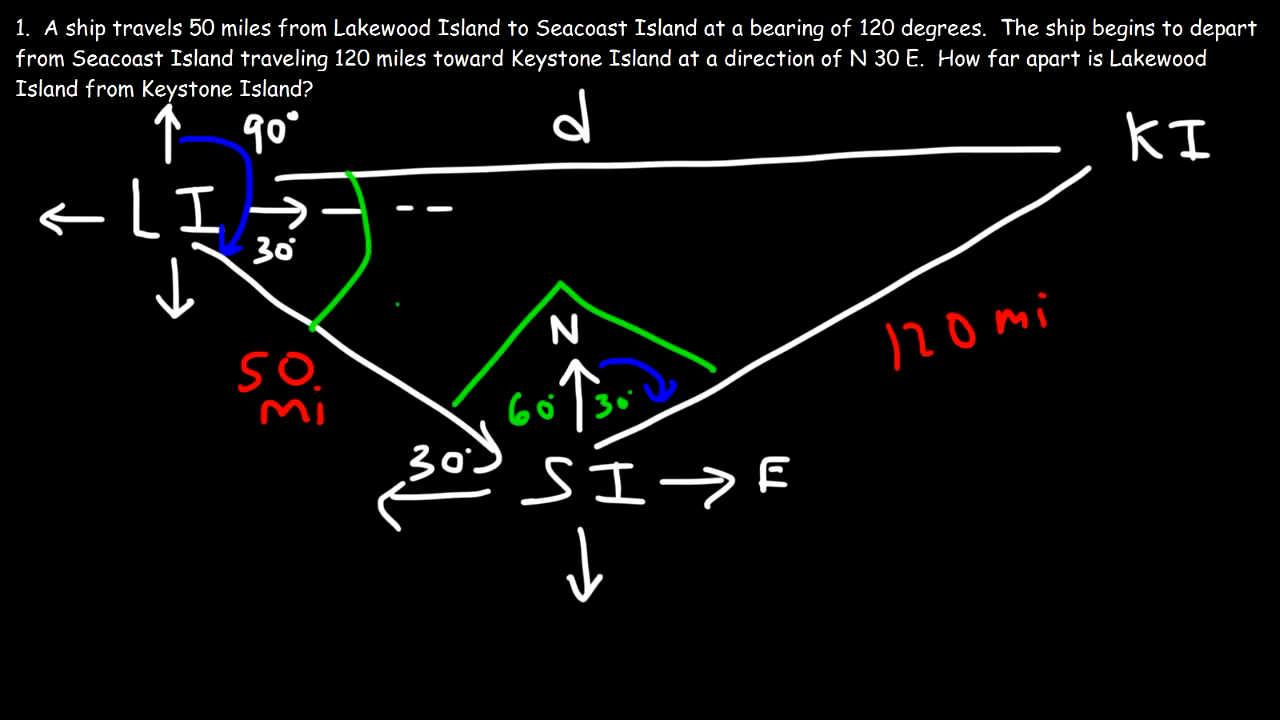 1. A ship travels 50 miles from Lakewood Island to Seacoast Island at a bearing of 120 degrees. The ship begins to depart
from Seacoast Island traveling 120 miles toward Keystone Island at a direction of N 30 E. How far apart is Lakewood
Island from Keystone Island?
90°
d
KI
LI
30°
N
120 mi
50
mi
60°
30°
30°
SI
E